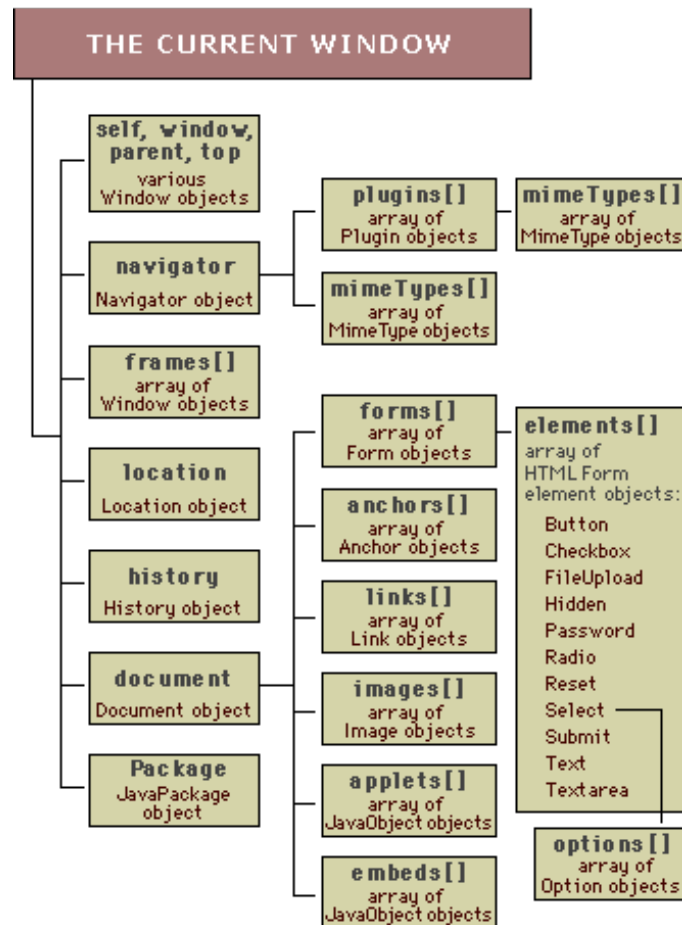 THE CURRENT WINDOW
self, window,
parent, top
various
Window objects
navigator
Navigator object
plugins[]
array of
Plugin objects
mimeTypes[]
array of
MimeType objects
mimeTypes[]
array of
MimeType objects
frames[]
array of
Window objects
location
Location object
history
History object
document
Document object
Package
JavaPackage
object
forms[]
array of
Form objects
elements[]
array of
HTML Form
element objects:
Button
Checkbox
FileUpload
Hidden
Password
Radio
Reset
Select
Submit
Text
Textarea
options[]
array of
Option objects
anchors[]
array of
Anchor objects
links[]
array of
Link objects
images[]
array of
Image objects
applets[]
array of
JavaObject objects
embeds[]
array of
JavaObject objects